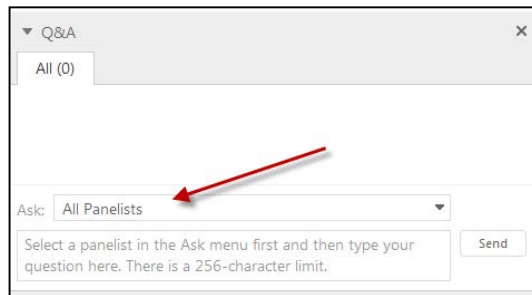 Q&A
All (0)
Ask: All Panelists
Select a panelist in the Ask menu first and then type your
question here. There is a 256-character limit.
Send